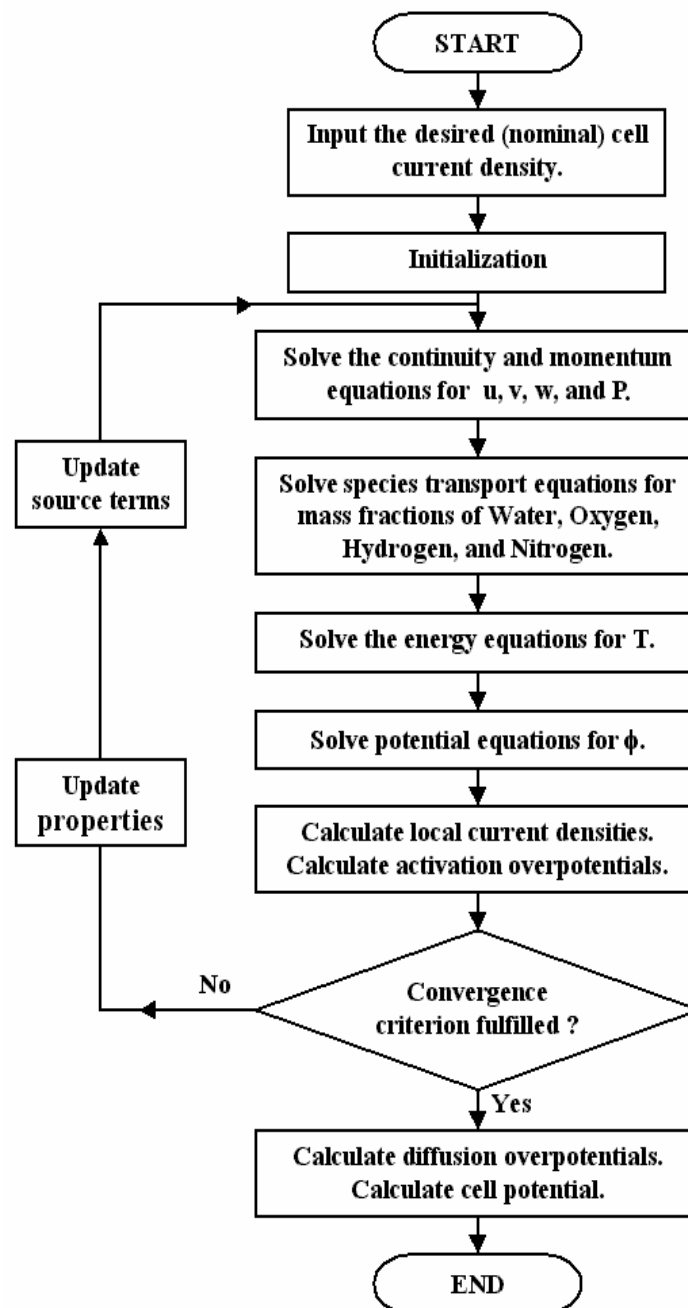 START
Input the desired (nominal) cell
current density.
Initialization
Solve the continuity and momentum
equations for u, v, w, and P.
Update
source terms
Solve species transport equations for
mass fractions of Water, Oxygen,
Hydrogen, and Nitrogen.
Solve the energy equations for T.
Solve potential equations for ϕ.
Update
properties
Calculate local current densities.
Calculate activation overpotentials.
No
Convergence
criterion fulfilled ?
Yes
Calculate diffusion overpotentials.
Calculate cell potential.
END